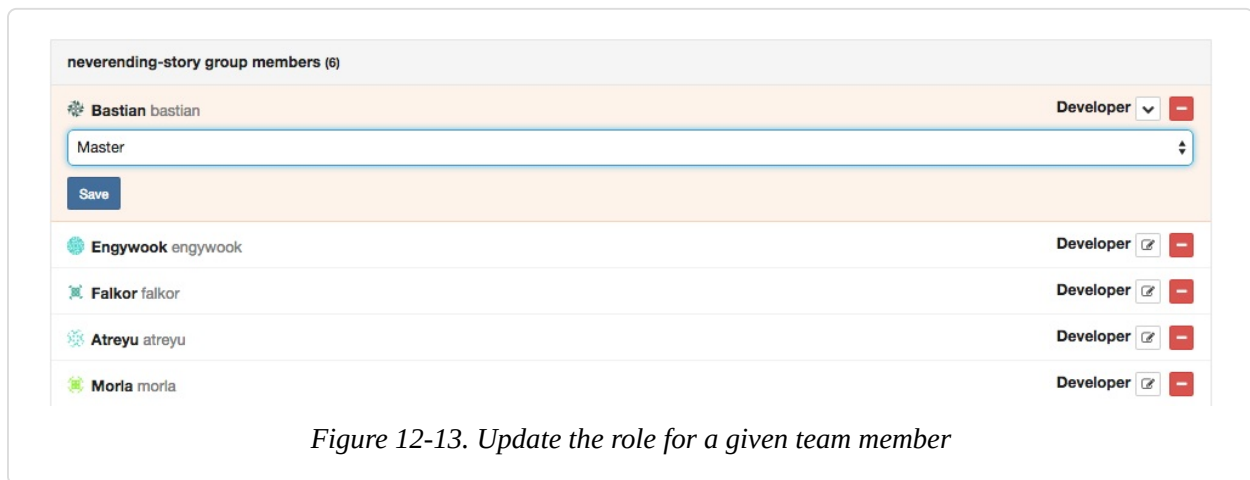 neverending-story group members (6)
Bastian bastian Developer
Master
Save
Engywook engywook Developer
Falkor falkor Developer
Atreyu atreyu Developer
Morla morla Developer
Figure 12-13. Update the role for a given team member